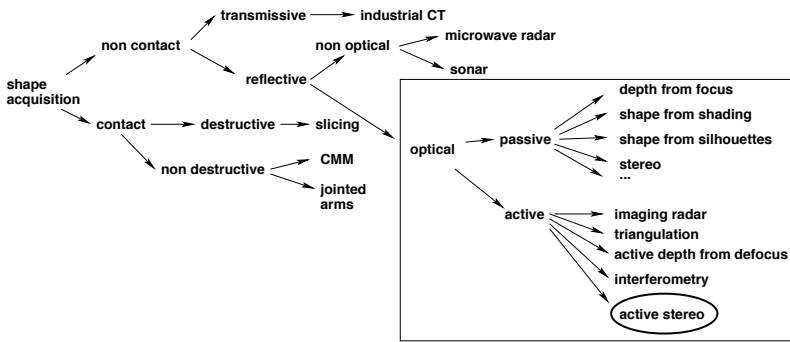 transmissive
industrial CT
non contact
non optical
microwave radar
reflective
sonar
shape
acquisition
contact
destructive
slicing
non destructive
CMM
jointed
arms
optical
passive
depth from focus
shape from shading
shape from silhouettes
stereo
...
active
imaging radar
triangulation
active depth from defocus
interferometry
active stereo